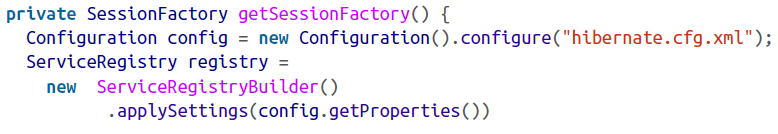 private SessionFactory getSessionFactory() {
  Configuration config = new Configuration().configure("hibernate.cfg.xml");
  ServiceRegistry registry =
    new  ServiceRegistryBuilder()
          .applySettings(config.getProperties())